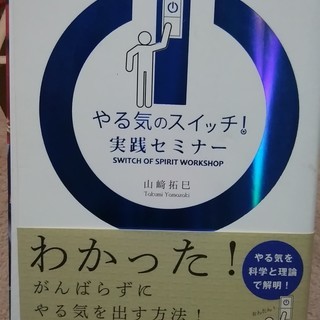 やる気のスイッチ!
実践セミナー
SWITCH OF SPIRIT WORKSHOP
山﨑拓巳
Takumi Yamazaki
わかった!
がんばらずに
やる気を出す方法!
やる気を
科学と理論
で解明!